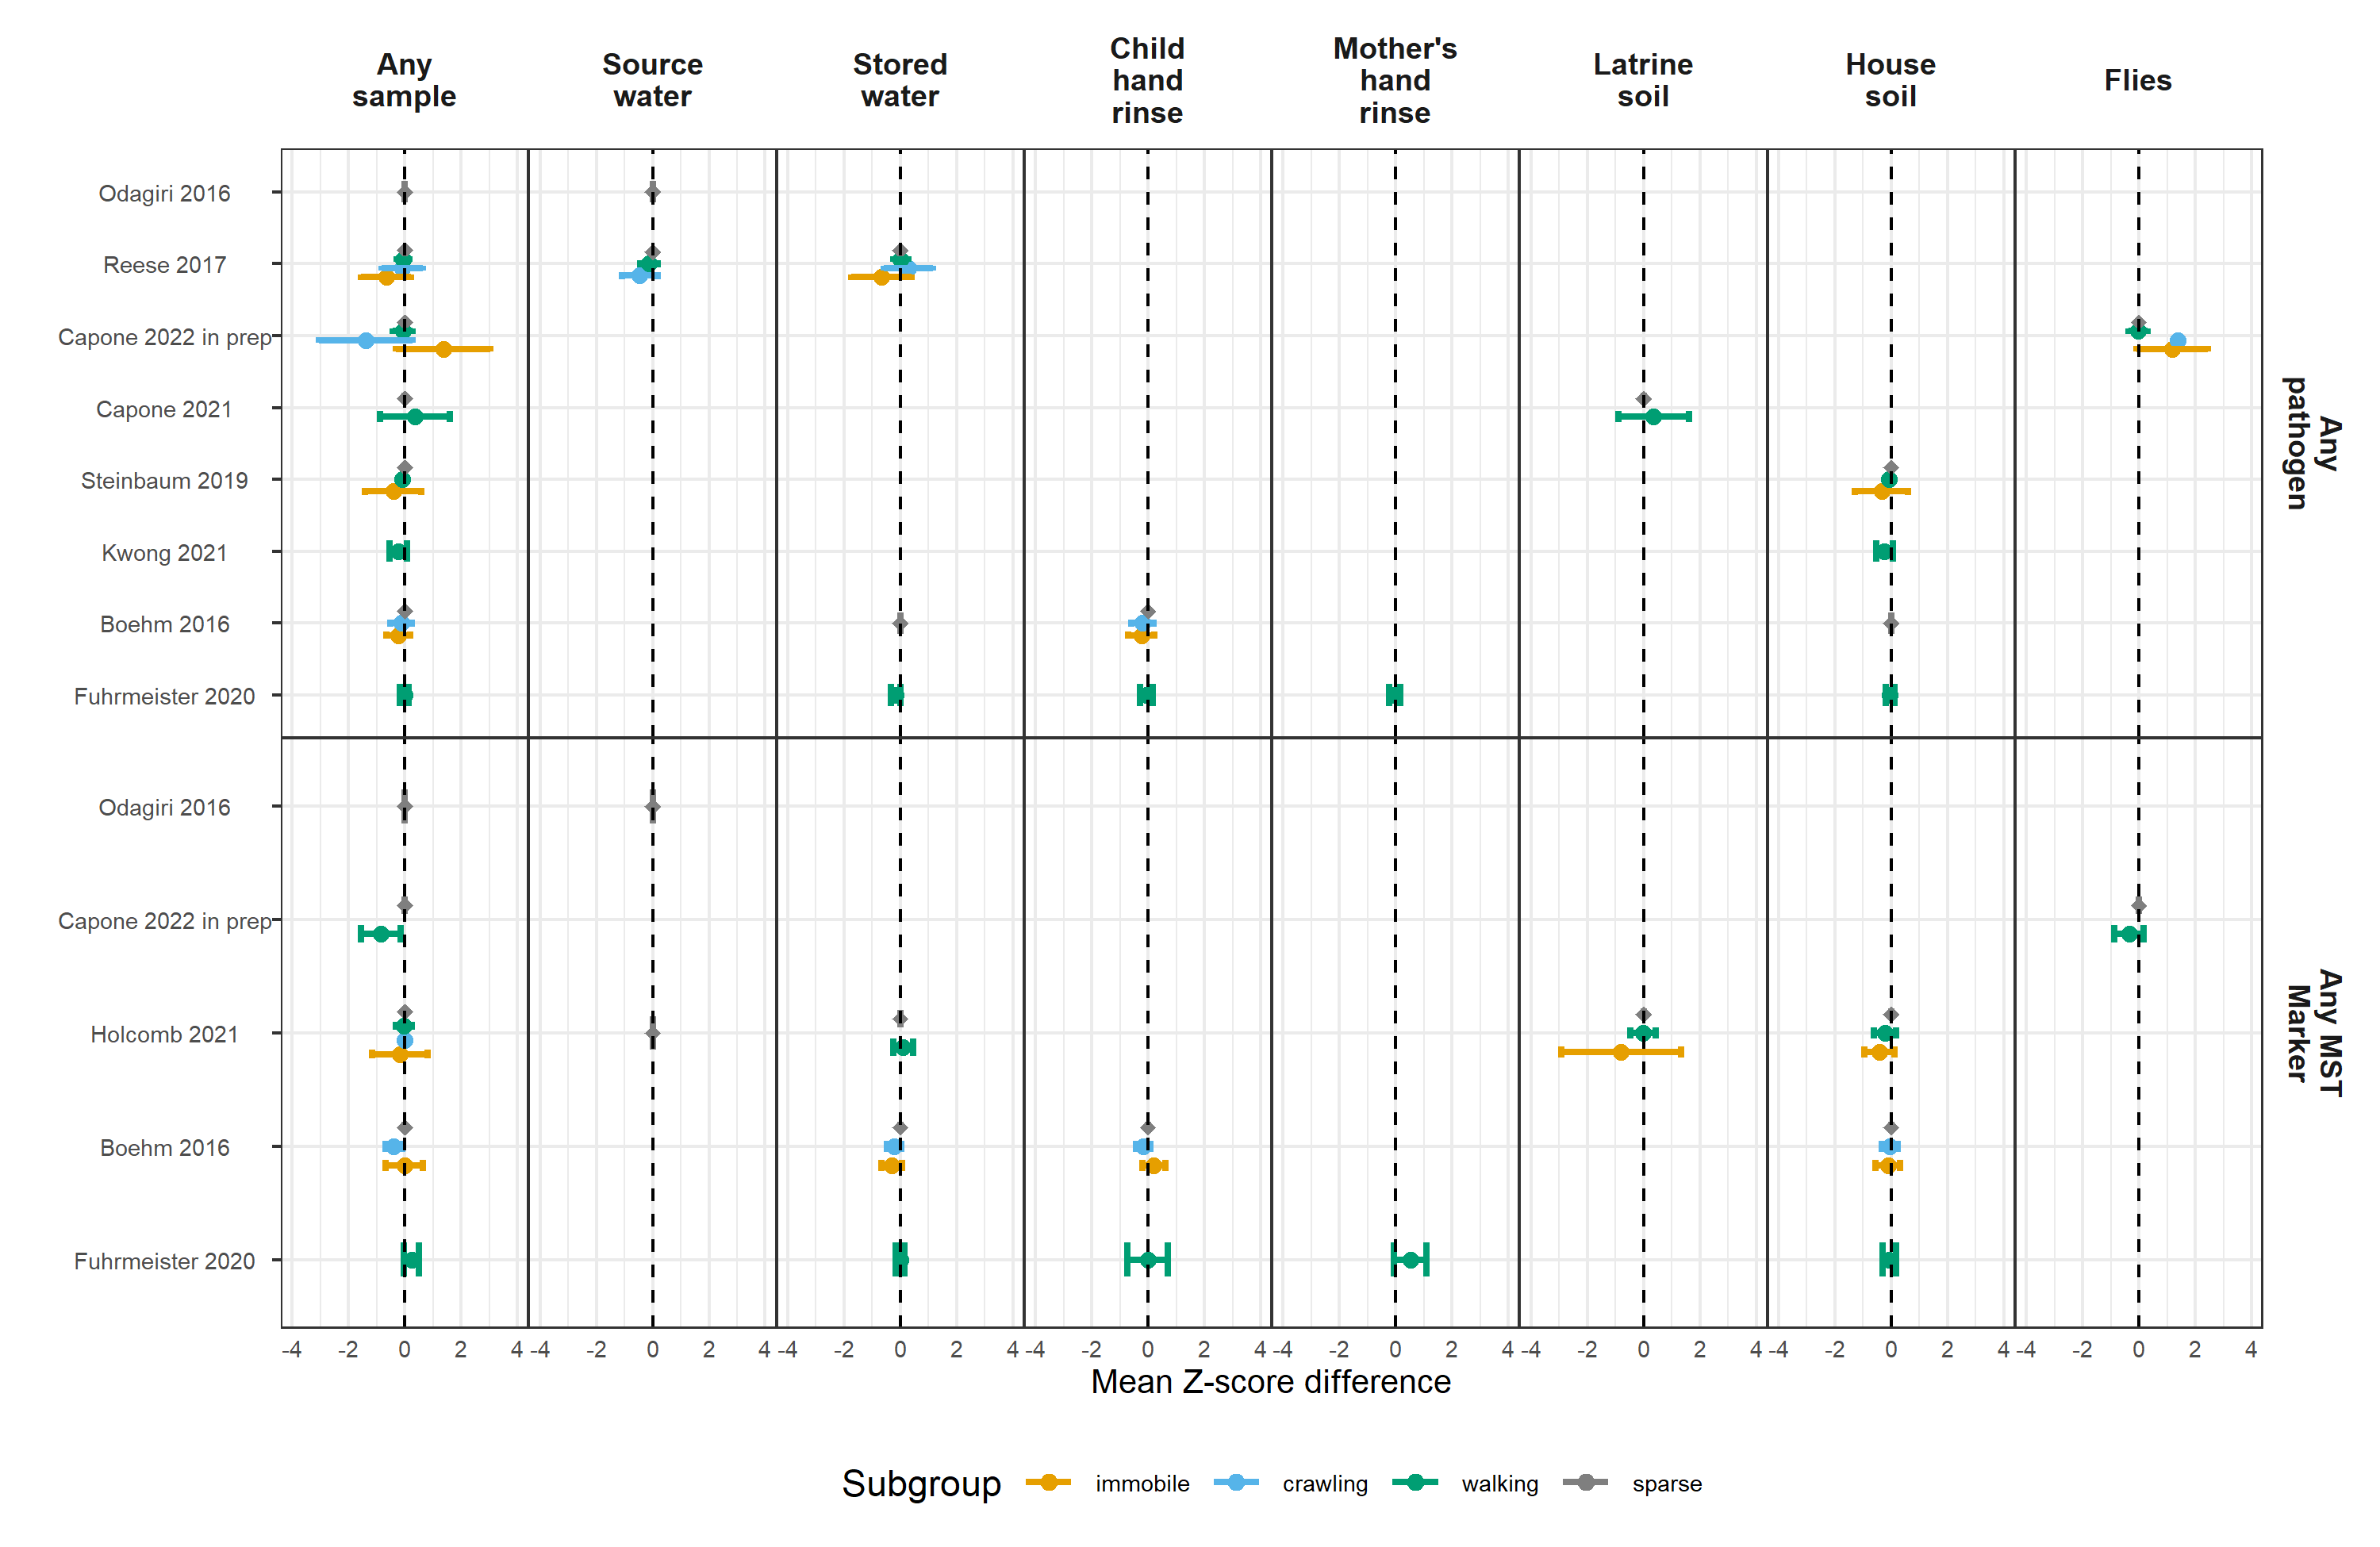 Any
sample
Source
water
Stored
water
Child
hand
rinse
Mother's
hand
rinse
Latrine
soil
House
soil
Flies
Odagiri 2016
Reese 2017
Capone 2022 in prep
Capone 2021
Steinbaum 2019
Kwong 2021
Boehm 2016
Fuhrmeister 2020
Any
pathogen
Odagiri 2016
Capone 2022 in prep
Holcomb 2021
Boehm 2016
Fuhrmeister 2020
Any MST
Marker
-4 -2 0 2 4 -4 -2 0 2 4 -4 -2 0 2 4 -4 -2 0 2 4 -4 -2 0 2 4 -4 -2 0 2 4 -4 -2 0 2 4 -4 -2 0 2 4
Mean Z-score difference
Subgroup immobile crawling walking sparse